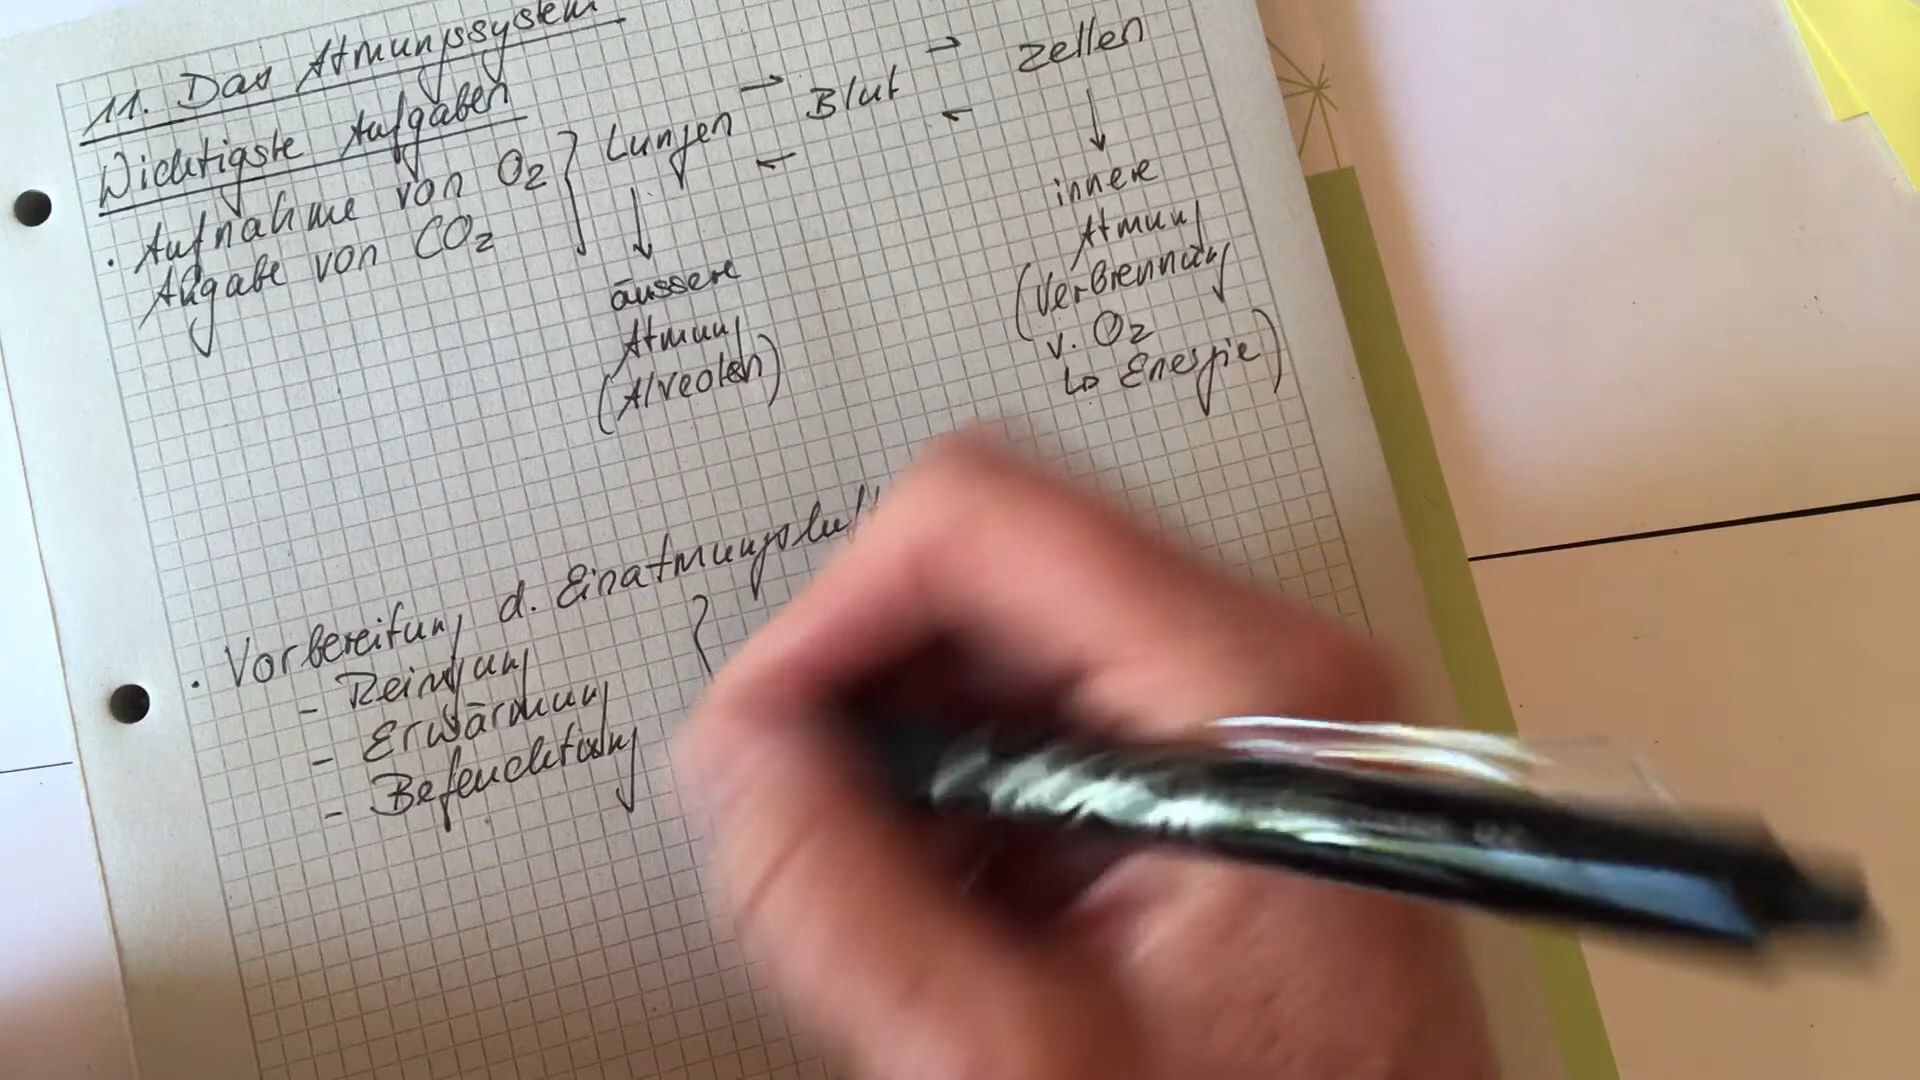 11. Das Atmungssystem
Wichtigste Aufgaben
· Aufnahme von O2 } Lungen → Blut → Zellen
Abgabe von CO2 ← ←
↓ ↓
äussere
Atmung
(Alveolen)
innere
Atmung
(Verbrennung
v. O2
↳ Energie)
· Vorbereitung d. Einatmungsluft
- Reinigung
- Erwärmung
- Befeuchtung